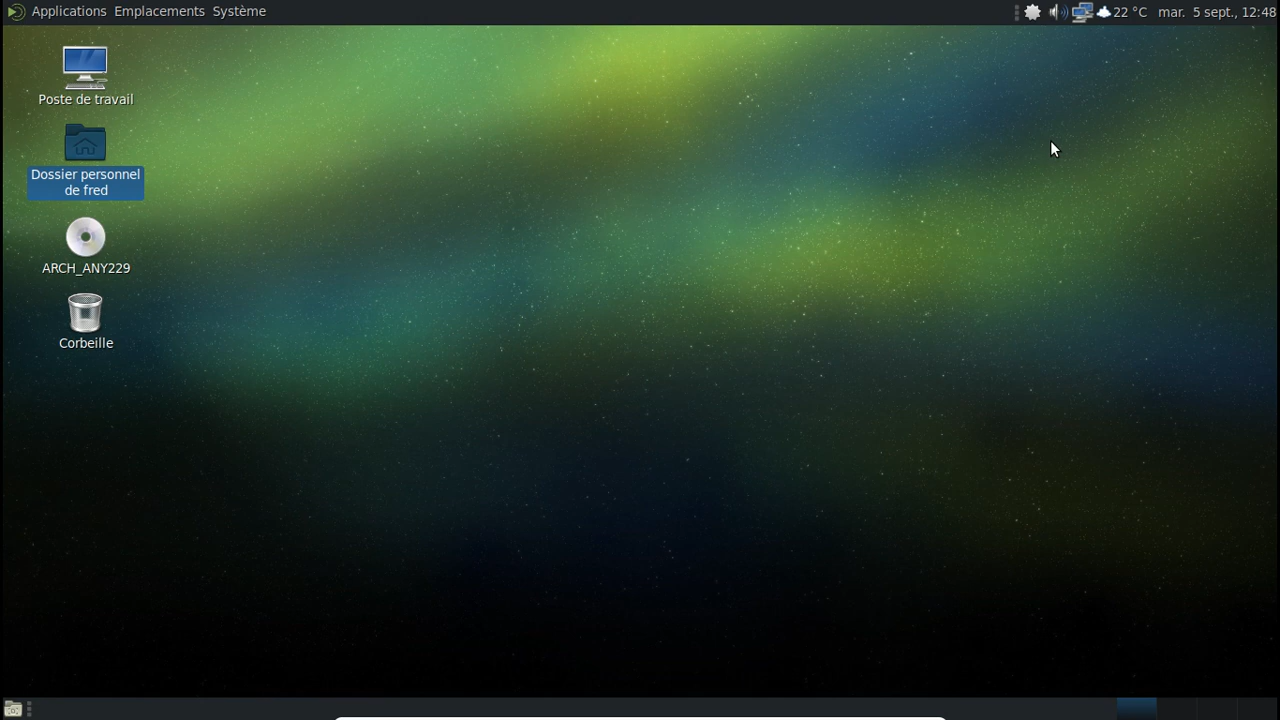 Applications Emplacements Système 22 °C mar. 5 sept., 12:48
Poste de travail
Dossier personnel
de fred
ARCH_ANY229
Corbeille